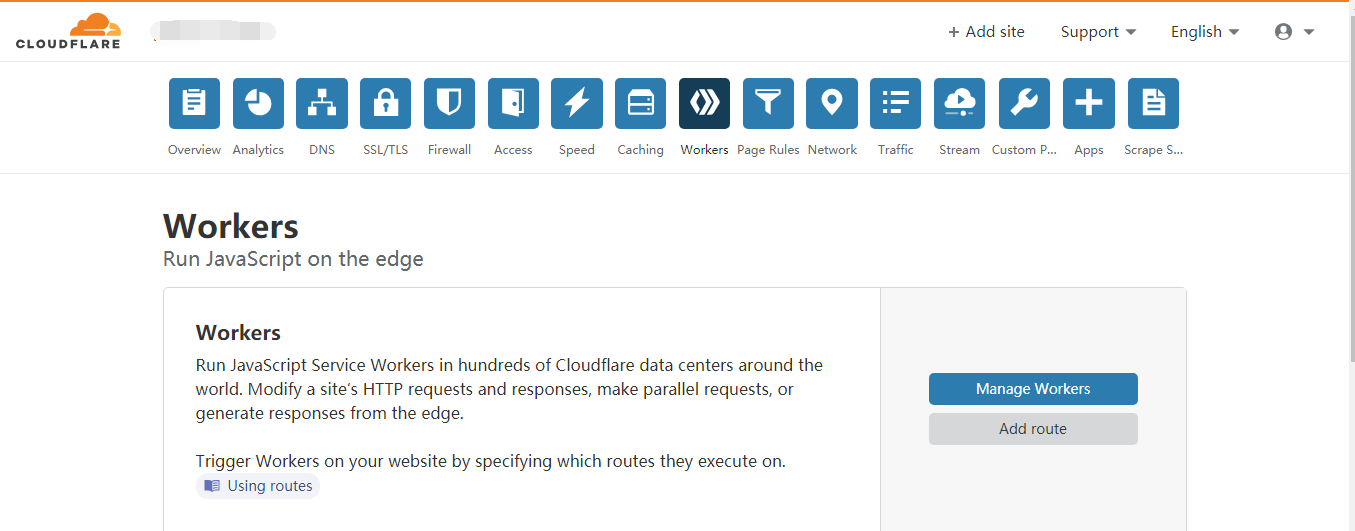 CLOUDFLARE
+ Add site
Support
English
Overview
Analytics
DNS
SSL/TLS
Firewall
Access
Speed
Caching
Workers
Page Rules
Network
Traffic
Stream
Custom P...
Apps
Scrape S...
Workers
Run JavaScript on the edge
Workers
Run JavaScript Service Workers in hundreds of Cloudflare data centers around the
world. Modify a site's HTTP requests and responses, make parallel requests, or
generate responses from the edge.
Trigger Workers on your website by specifying which routes they execute on.
Using routes
Manage Workers
Add route